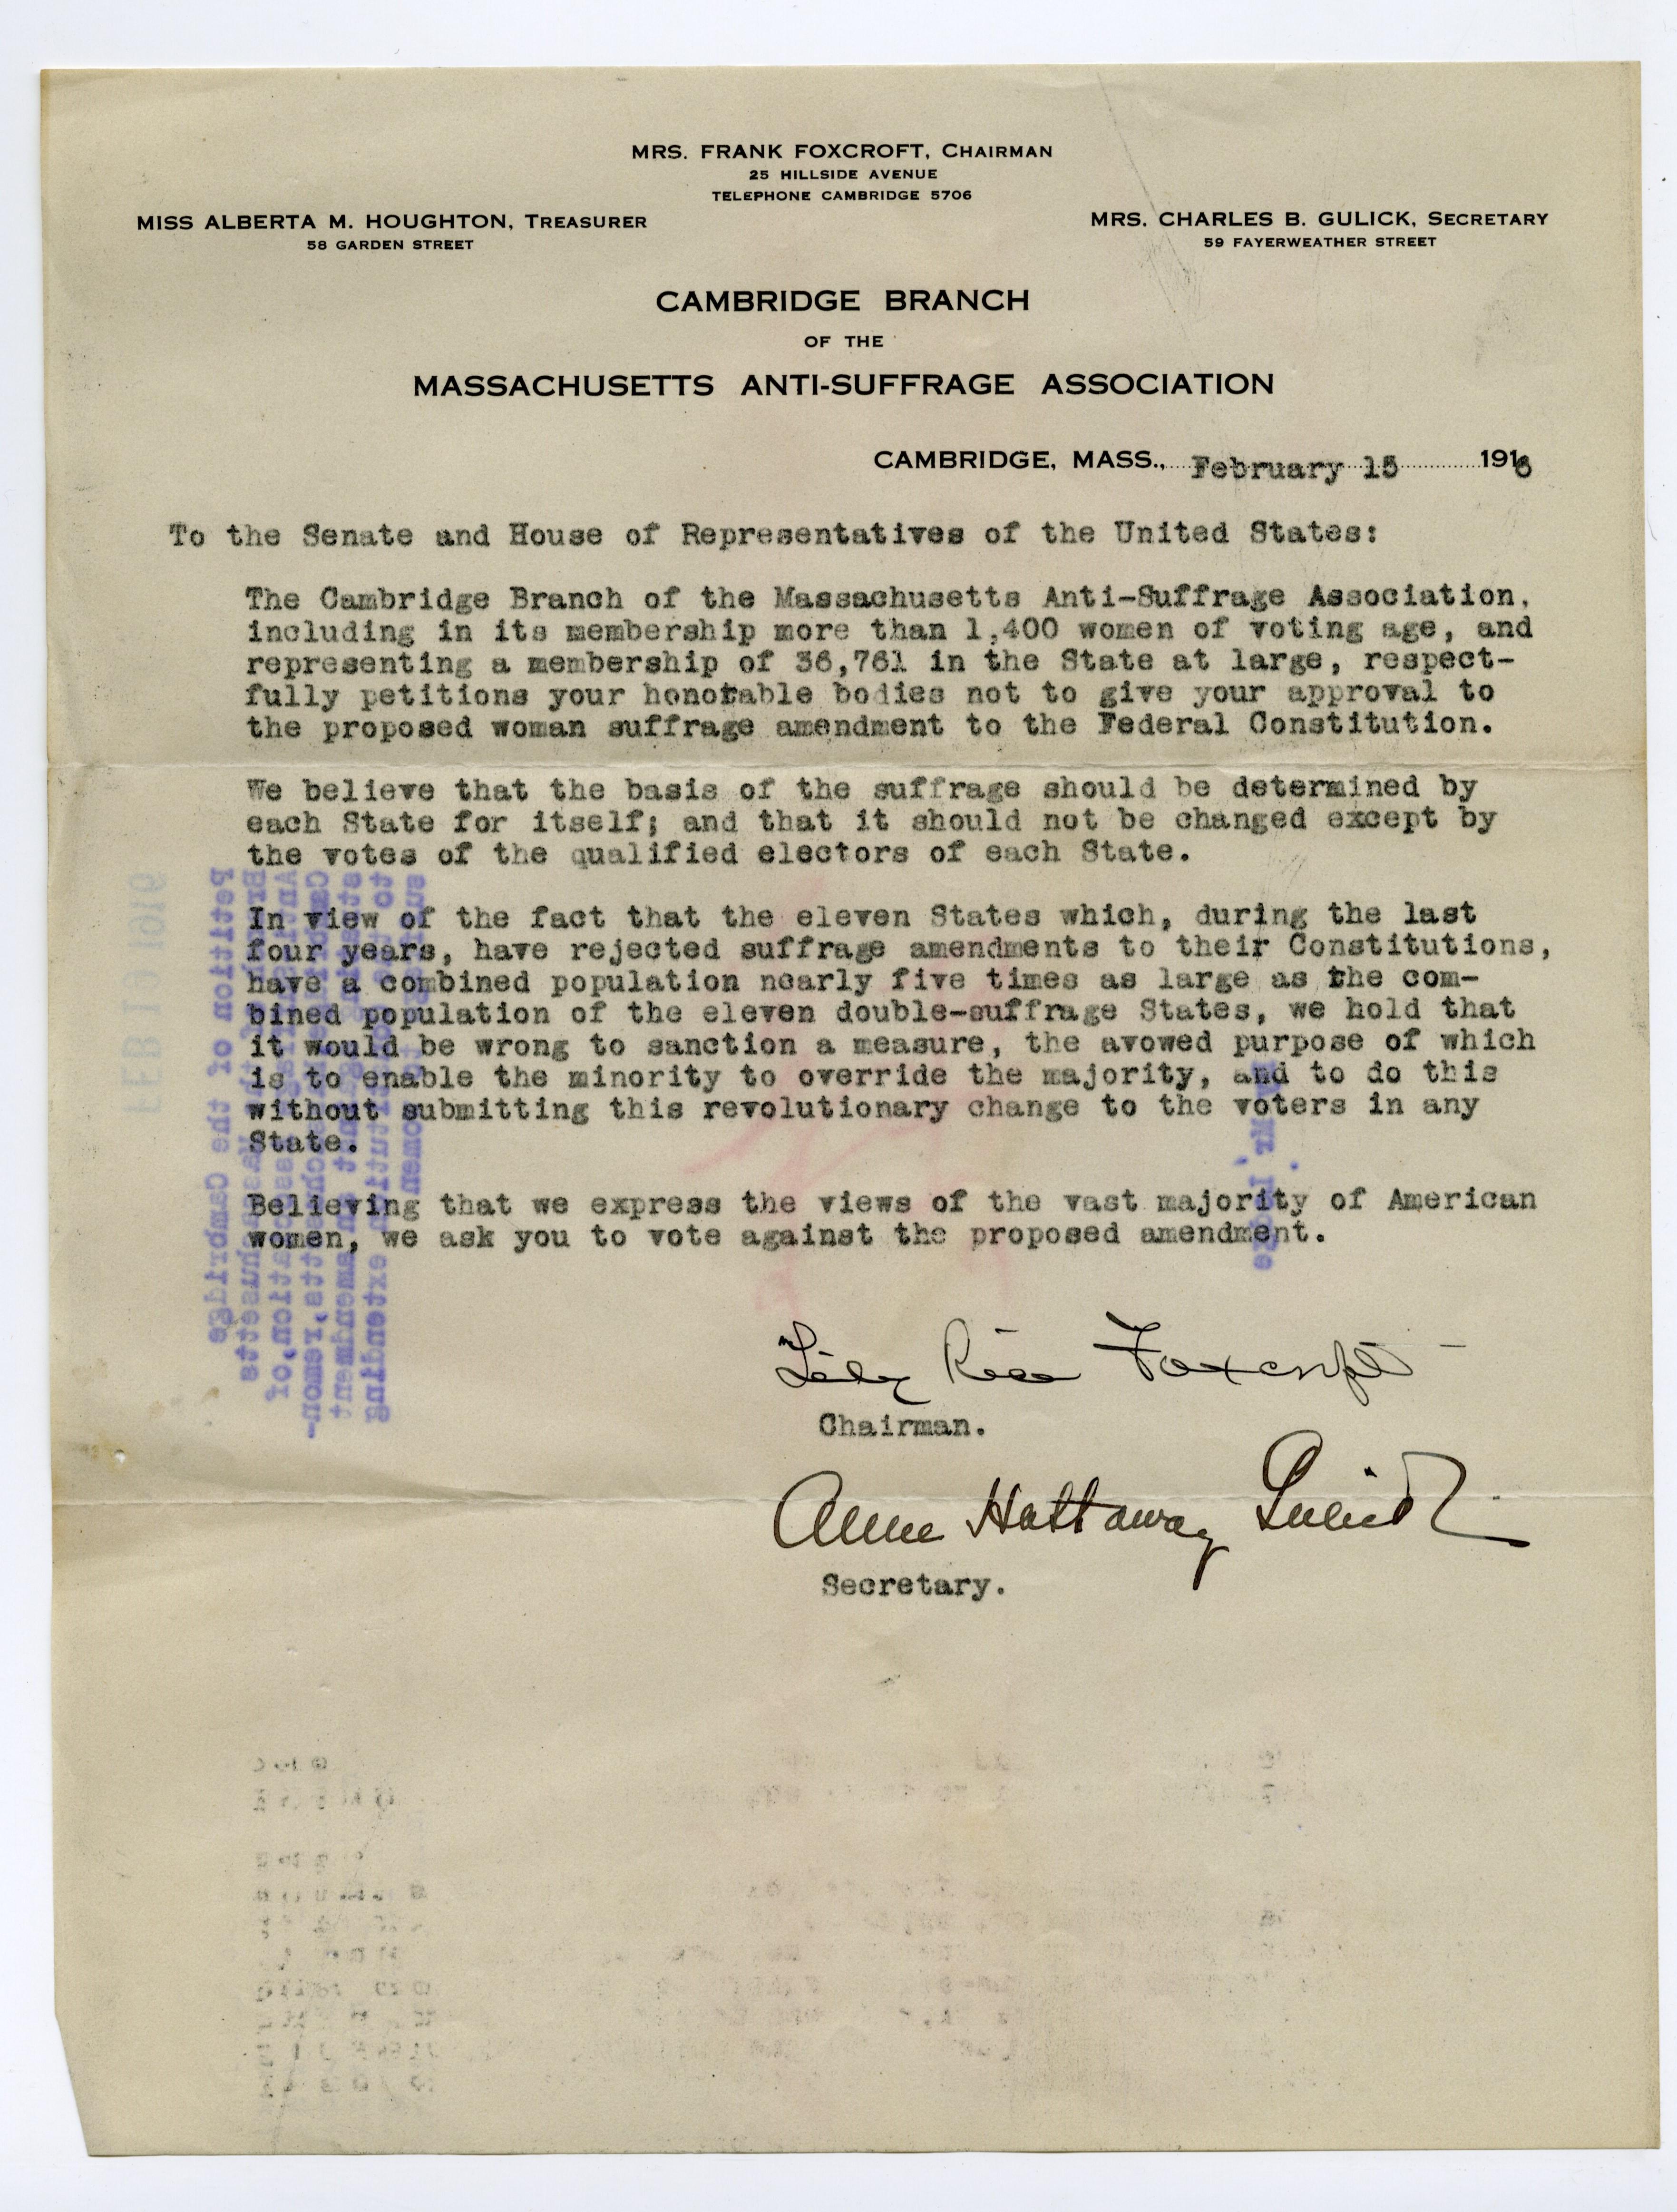 MRS. FRANK FOXCROFT, CHAIRMAN
25 HILLSIDE AVENUE
TELEPHONE CAMBRIDGE 5706
MISS ALBERTA M. HOUGHTON, TREASURER
58 GARDEN STREET
MRS. CHARLES B. GULICK, SECRETARY
59 FAYERWEATHER STREET
CAMBRIDGE BRANCH
OF THE
MASSACHUSETTS ANTI-SUFFRAGE ASSOCIATION
CAMBRIDGE, MASS., February 15 1916
To the Senate and House of Representatives of the United States:
The Cambridge Branch of the Massachusetts Anti-Suffrage Association,
including in its membership more than 1,400 women of voting age, and
representing a membership of 36,761 in the State at large, respect-
fully petitions your honorable bodies not to give your approval to
the proposed woman suffrage amendment to the Federal Constitution.
We believe that the basis of the suffrage should be determined by
each State for itself; and that it should not be changed except by
the votes of the qualified electors of each State.
In view of the fact that the eleven States which, during the last
four years, have rejected suffrage amendments to their Constitutions,
have a combined population nearly five times as large as the com-
bined population of the eleven double-suffrage States, we hold that
it would be wrong to sanction a measure, the avowed purpose of which
is to enable the minority to override the majority, and to do this
without submitting this revolutionary change to the voters in any
State.
Believing that we express the views of the vast majority of American
women, we ask you to vote against the proposed amendment.
Lily Rice Foxcroft
Chairman.
Anne Hathaway Gulick
Secretary.
Petition of the Cambridge